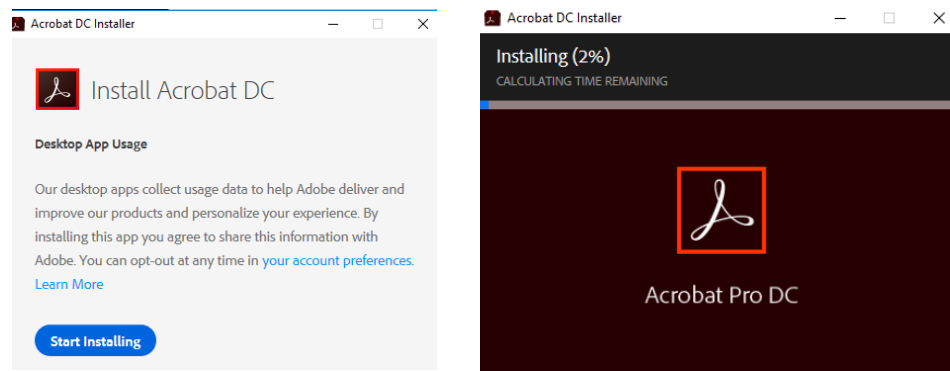 Acrobat DC Installer
Install Acrobat DC
Desktop App Usage
Our desktop apps collect usage data to help Adobe deliver and
improve our products and personalize your experience. By
installing this app you agree to share this information with
Adobe. You can opt-out at any time in your account preferences.
Learn More
Start Installing
Acrobat DC Installer
Installing (2%)
CALCULATING TIME REMAINING
Acrobat Pro DC